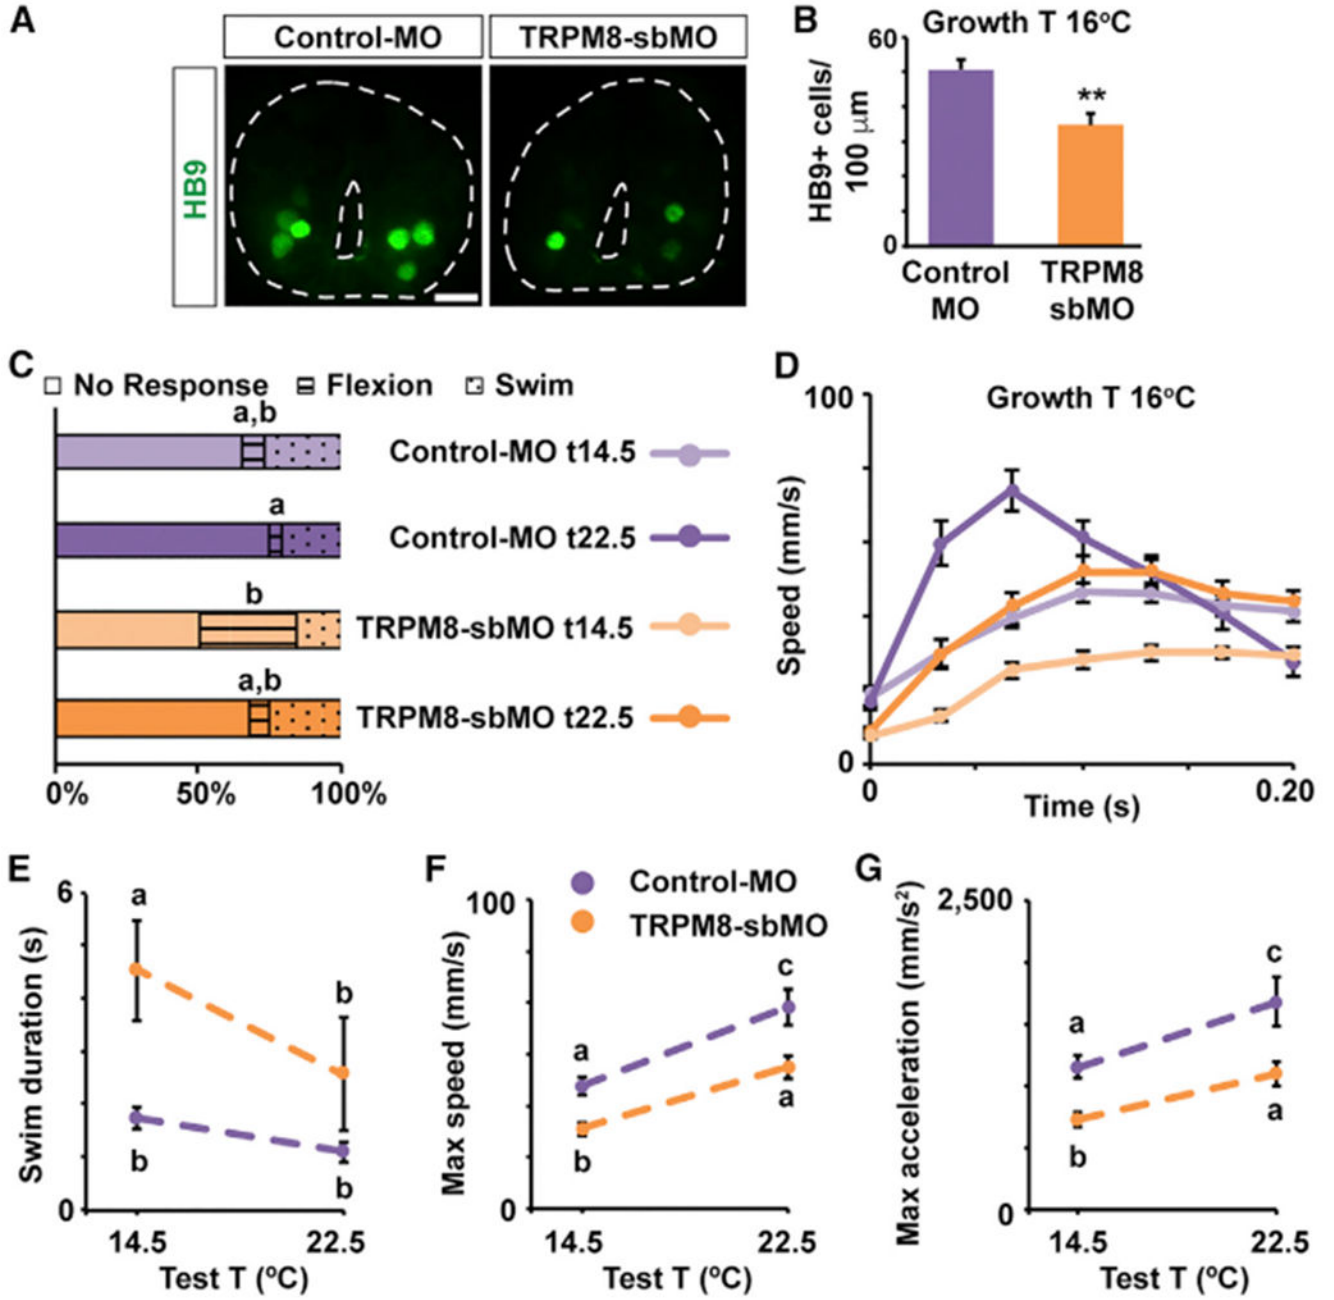 A
Control-MO
TRPM8-sbMO
HB9
B
Growth T 16°C
HB9+ cells/
100 µm
60
0
**
Control
MO
TRPM8
sbMO
C
No Response
Flexion
Swim
a,b
Control-MO t14.5
a
Control-MO t22.5
b
TRPM8-sbMO t14.5
a,b
TRPM8-sbMO t22.5
0%
50%
100%
D
Growth T 16°C
100
Speed (mm/s)
0
0
Time (s)
0.20
E
6
Swim duration (s)
0
a
b
b
b
14.5
22.5
Test T (ºC)
F
Control-MO
TRPM8-sbMO
100
Max speed (mm/s)
0
a
c
b
a
14.5
22.5
Test T (ºC)
G
2,500
Max acceleration (mm/s²)
0
a
c
b
a
14.5
22.5
Test T (ºC)